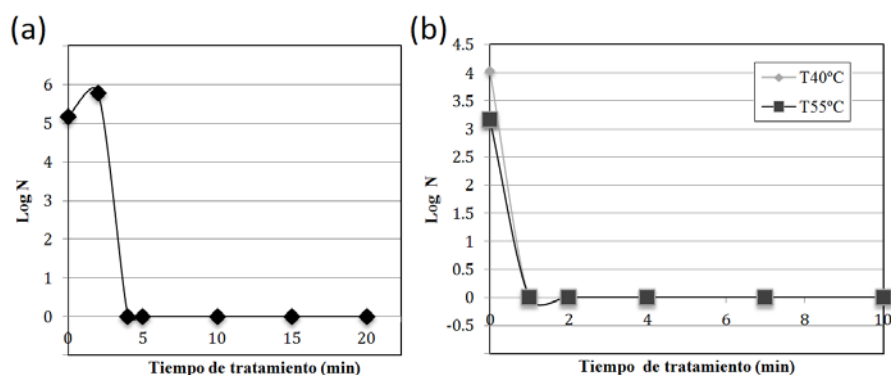 (a)
6
5
4
3
2
1
0
0 5 10 15 20
Log N
Tiempo de tratamiento (min)
(b)
4.5
4
3.5
3
2.5
2
1.5
1
0.5
0
-0.5
0 2 4 6 8 10
Log N
T40ºC
T55ºC
Tiempo de tratamiento (min)